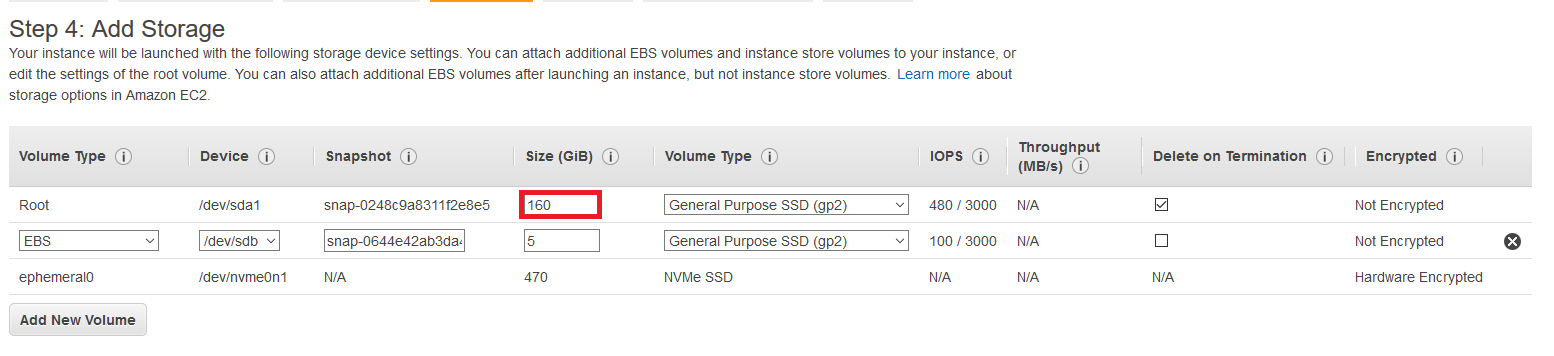 Step 4: Add Storage
Your instance will be launched with the following storage device settings. You can attach additional EBS volumes and instance store volumes to your instance, or
edit the settings of the root volume. You can also attach additional EBS volumes after launching an instance, but not instance store volumes. Learn more about
storage options in Amazon EC2.
Volume Type i Device i Snapshot i Size (GiB) i Volume Type i IOPS i Throughput (MB/s) i Delete on Termination i Encrypted i
Root /dev/sda1 snap-0248c9a8311f2e8e5 160 General Purpose SSD (gp2) 480 / 3000 N/A Not Encrypted
EBS /dev/sdb snap-0644e42ab3da 5 General Purpose SSD (gp2) 100 / 3000 N/A Not Encrypted
ephemeral0 /dev/nvme0n1 N/A 470 NVMe SSD N/A N/A N/A Hardware Encrypted
Add New Volume